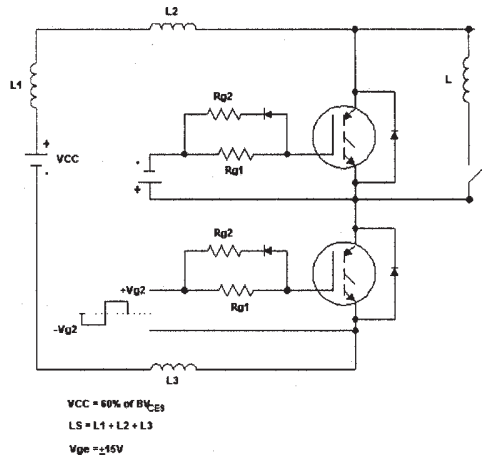 L2
L1
L
Rg2
+
VCC
-
Rg1
-
+
Rg2
+Vg2
Rg1
-Vg2
L3
VCC = 60% of BVCES
LS = L1 + L2 + L3
Vge = ±15V